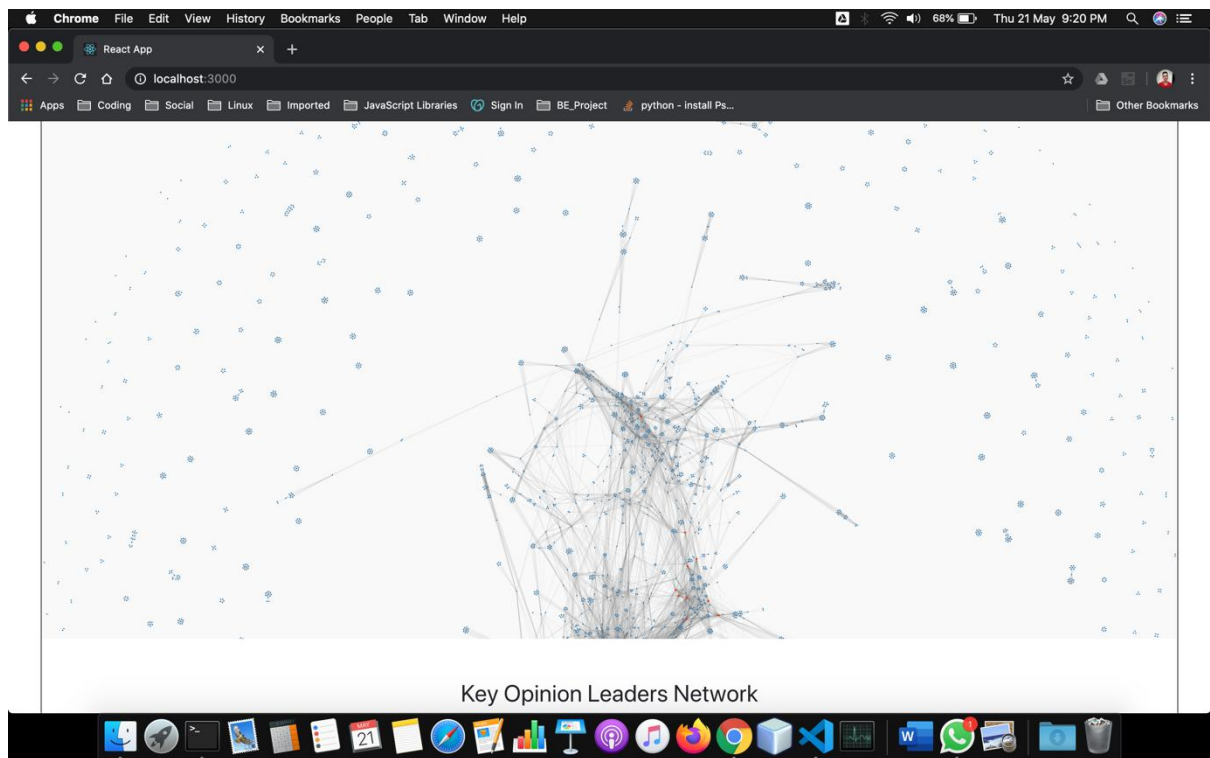 Chrome File Edit View History Bookmarks People Tab Window Help 68% Thu 21 May 9:20 PM
React App
localhost:3000
Apps Coding Social Linux Imported JavaScript Libraries Sign In BE_Project python - install Ps... Other Bookmarks
Key Opinion Leaders Network
MAY
21
1
W